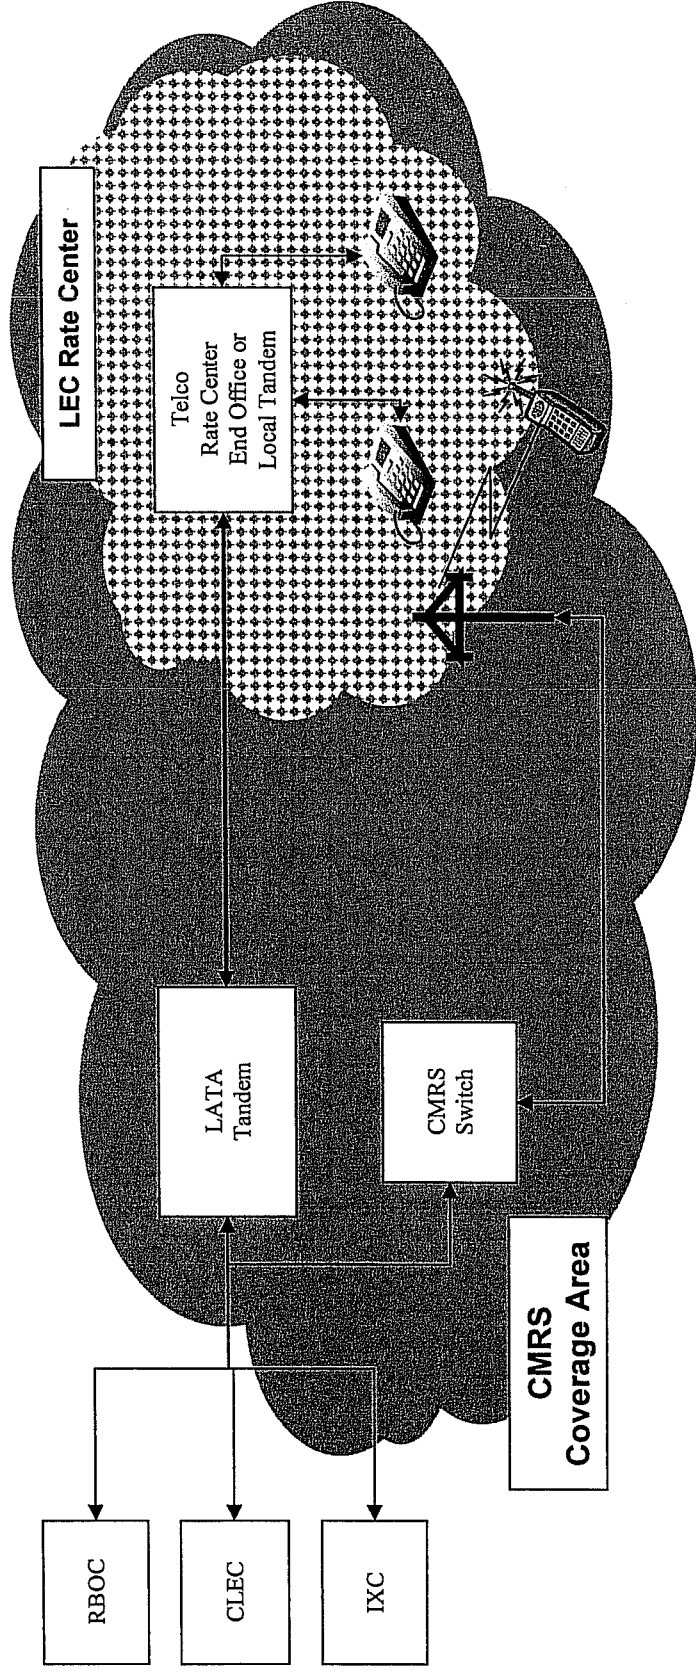 LEC Rate Center
Telco
Rate Center
End Office or
Local Tandem
LATA
Tandem
CMRS
Switch
CMRS
Coverage Area
RBOC
CLEC
IXC